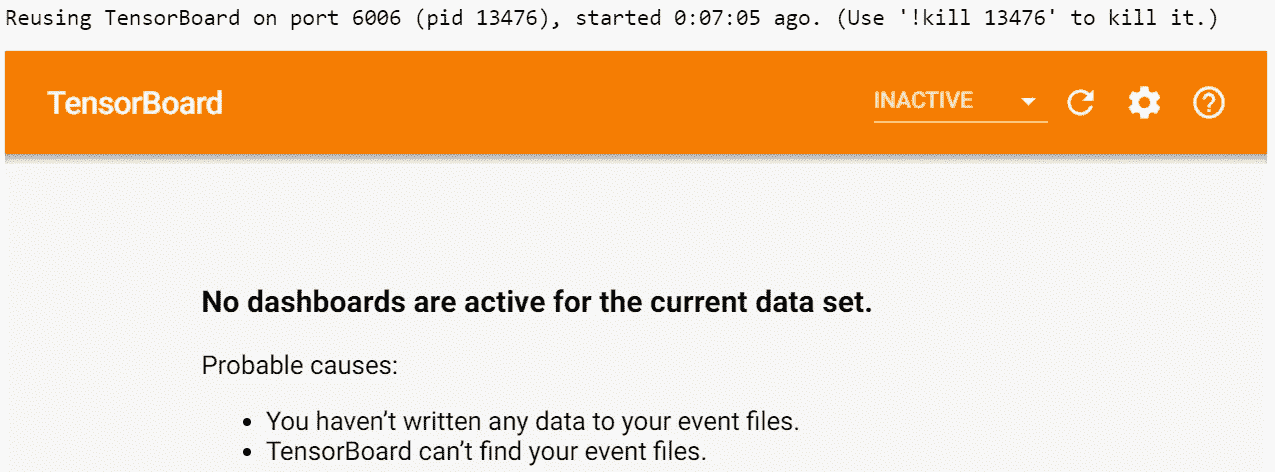 Reusing TensorBoard on port 6006 (pid 13476), started 0:07:05 ago. (Use '!kill 13476' to kill it.)
TensorBoard
INACTIVE
No dashboards are active for the current data set.
Probable causes:
• You haven’t written any data to your event files.
• TensorBoard can’t find your event files.